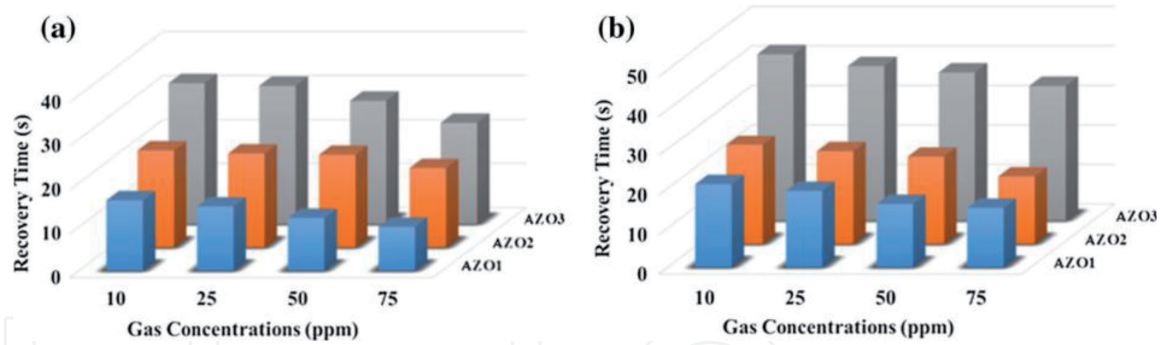 (a)
Recovery Time (s)
40
30
20
10
0
10 25 50 75
Gas Concentrations (ppm)
AZO3
AZO2
AZO1
(b)
Recovery Time (s)
50
40
30
20
10
0
10 25 50 75
Gas Concentrations (ppm)
AZO3
AZO2
AZO1